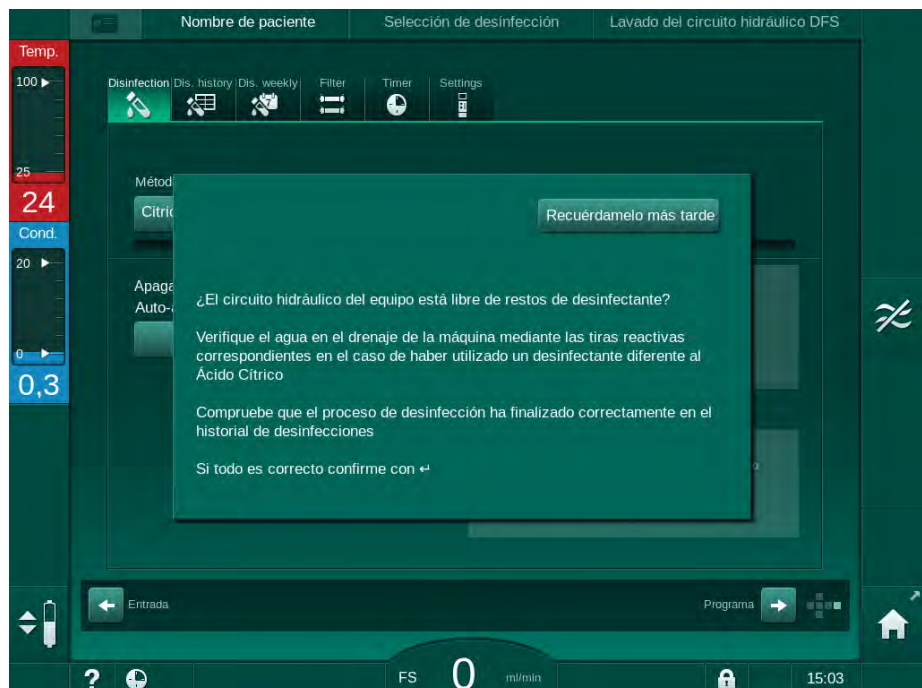 Nombre de paciente
Selección de desinfección
Lavado del circuito hidráulico DFS
Temp.
100
25
24
Cond.
20
0
0,3
Disinfection
Dis. history
Dis. weekly
Filter
Timer
Settings
Métod
Citric
Apaga
Auto-
Recuérdamelo más tarde
¿El circuito hidráulico del equipo está libre de restos de desinfectante?
Verifique el agua en el drenaje de la máquina mediante las tiras reactivas
correspondientes en el caso de haber utilizado un desinfectante diferente al
Ácido Cítrico
Compruebe que el proceso de desinfección ha finalizado correctamente en el
historial de desinfecciones
Si todo es correcto confirme con ↵
Entrada
Programa
? FS 0 ml/min 15:03